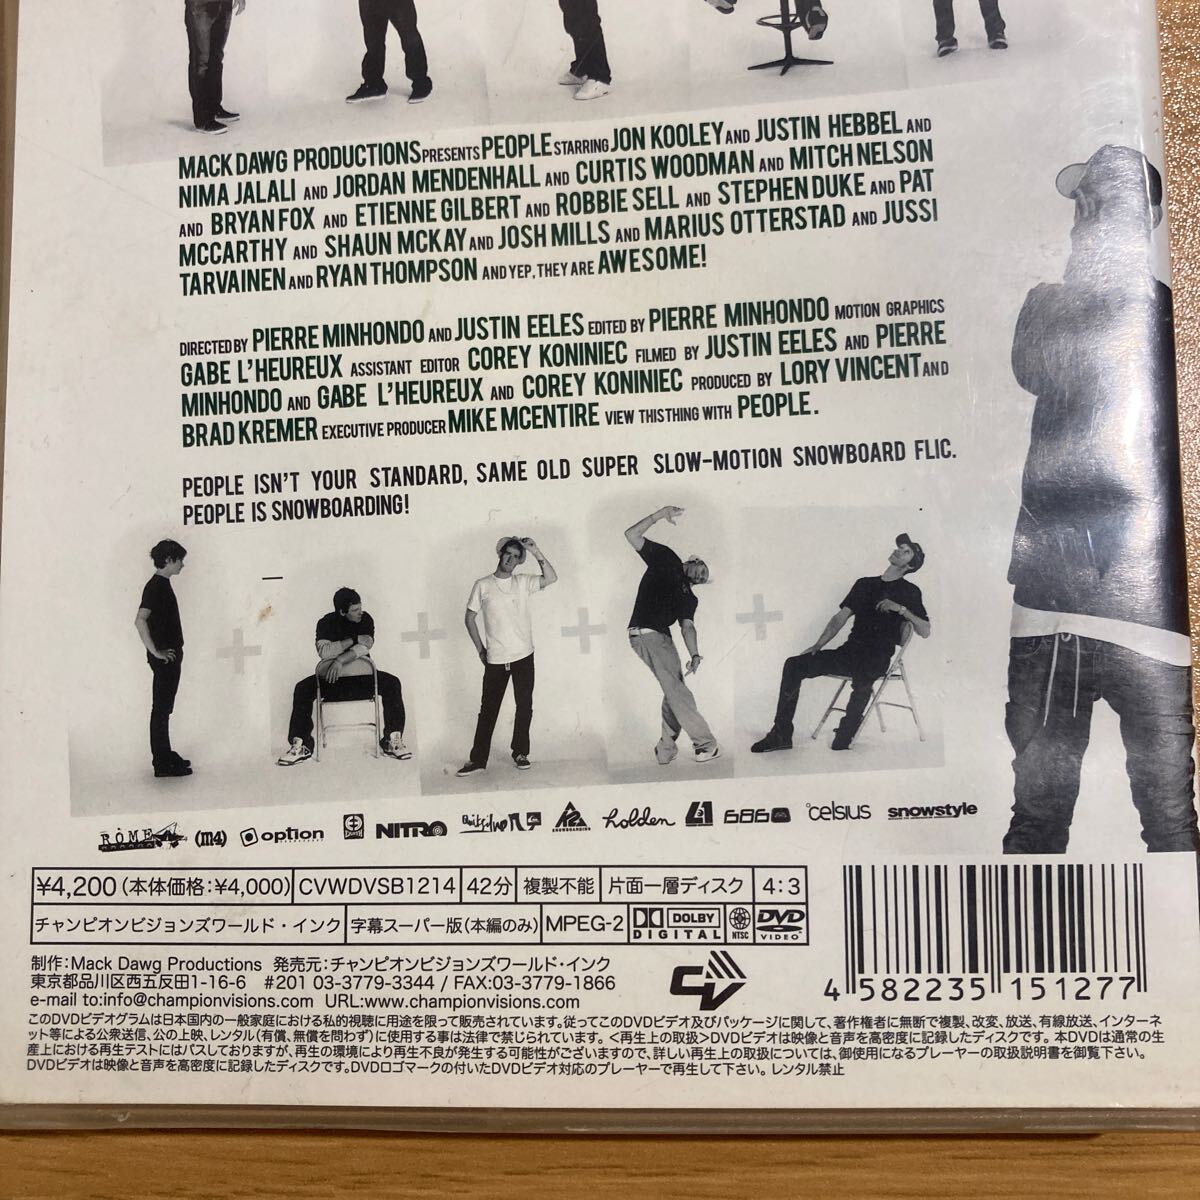 MACK DAWG PRODUCTIONS PRESENTS PEOPLE STARRING JON KOOLEY AND JUSTIN HEBBEL AND
NIMA JALALI AND JORDAN MENDENHALL AND CURTIS WOODMAN AND MITCH NELSON
AND BRYAN FOX AND ETIENNE GILBERT AND ROBBIE SELL AND STEPHEN DUKE AND PAT
MCCARTHY AND SHAUN MCKAY AND JOSH MILLS AND MARIUS OTTERSTAD AND JUSSI
TARVAINEN AND RYAN THOMPSON AND YEP, THEY ARE AWESOME!
DIRECTED BY PIERRE MINHONDO AND JUSTIN EELES EDITED BY PIERRE MINHONDO MOTION GRAPHICS
GABE L'HEUREUX ASSISTANT EDITOR COREY KONINIEC FILMED BY JUSTIN EELES AND PIERRE
MINHONDO AND GABE L'HEUREUX AND COREY KONINIEC PRODUCED BY LORY VINCENT AND
BRAD KREMER EXECUTIVE PRODUCER MIKE MCENTIRE VIEW THIS THING WITH PEOPLE.
PEOPLE ISN'T YOUR STANDARD, SAME OLD SUPER SLOW-MOTION SNOWBOARD FLIC.
PEOPLE IS SNOWBOARDING!
RÔME (m4) option NITRO Quiksilver K2 SNOWBOARDING holden L1 686 °celsius snowstyle
¥4,200(本体価格:¥4,000) CVWDVSB1214 42分 複製不能 片面一層ディスク 4:3
チャンピオンビジョンズワールド・インク 字幕スーパー版(本編のみ) MPEG-2 DOLBY DIGITAL NTSC DVD VIDEO
制作:Mack Dawg Productions 発売元:チャンピオンビジョンズワールド・インク
東京都品川区西五反田1-16-6 #201 03-3779-3344 / FAX:03-3779-1866
e-mail to:info@championvisions.com URL:www.championvisions.com
CV
4 582235 151277
このDVDビデオグラムは日本国内の一般家庭における私的視聴に用途を限って販売されています。従ってこのDVDビデオ及びパッケージに関して、著作権者に無断で複製、改変、放送、有線放送、インターネ
ット等による公衆送信、公の上映、レンタル(有償、無償を問わず)に使用する事は法律で禁じられています。<再生上の取扱>DVDビデオは映像と音声を高密度に記録したディスクです。本DVDは通常の生
産上における再生テストにはパスしておりますが、再生の環境により再生不良が発生する可能性がございますので、詳しい再生上の取扱については、御使用になるプレーヤーの取扱説明書を御覧下さい。
DVDビデオは映像と音声を高密度に記録したディスクです。DVDロゴマークの付いたDVDビデオ対応のプレーヤーで再生して下さい。 レンタル禁止